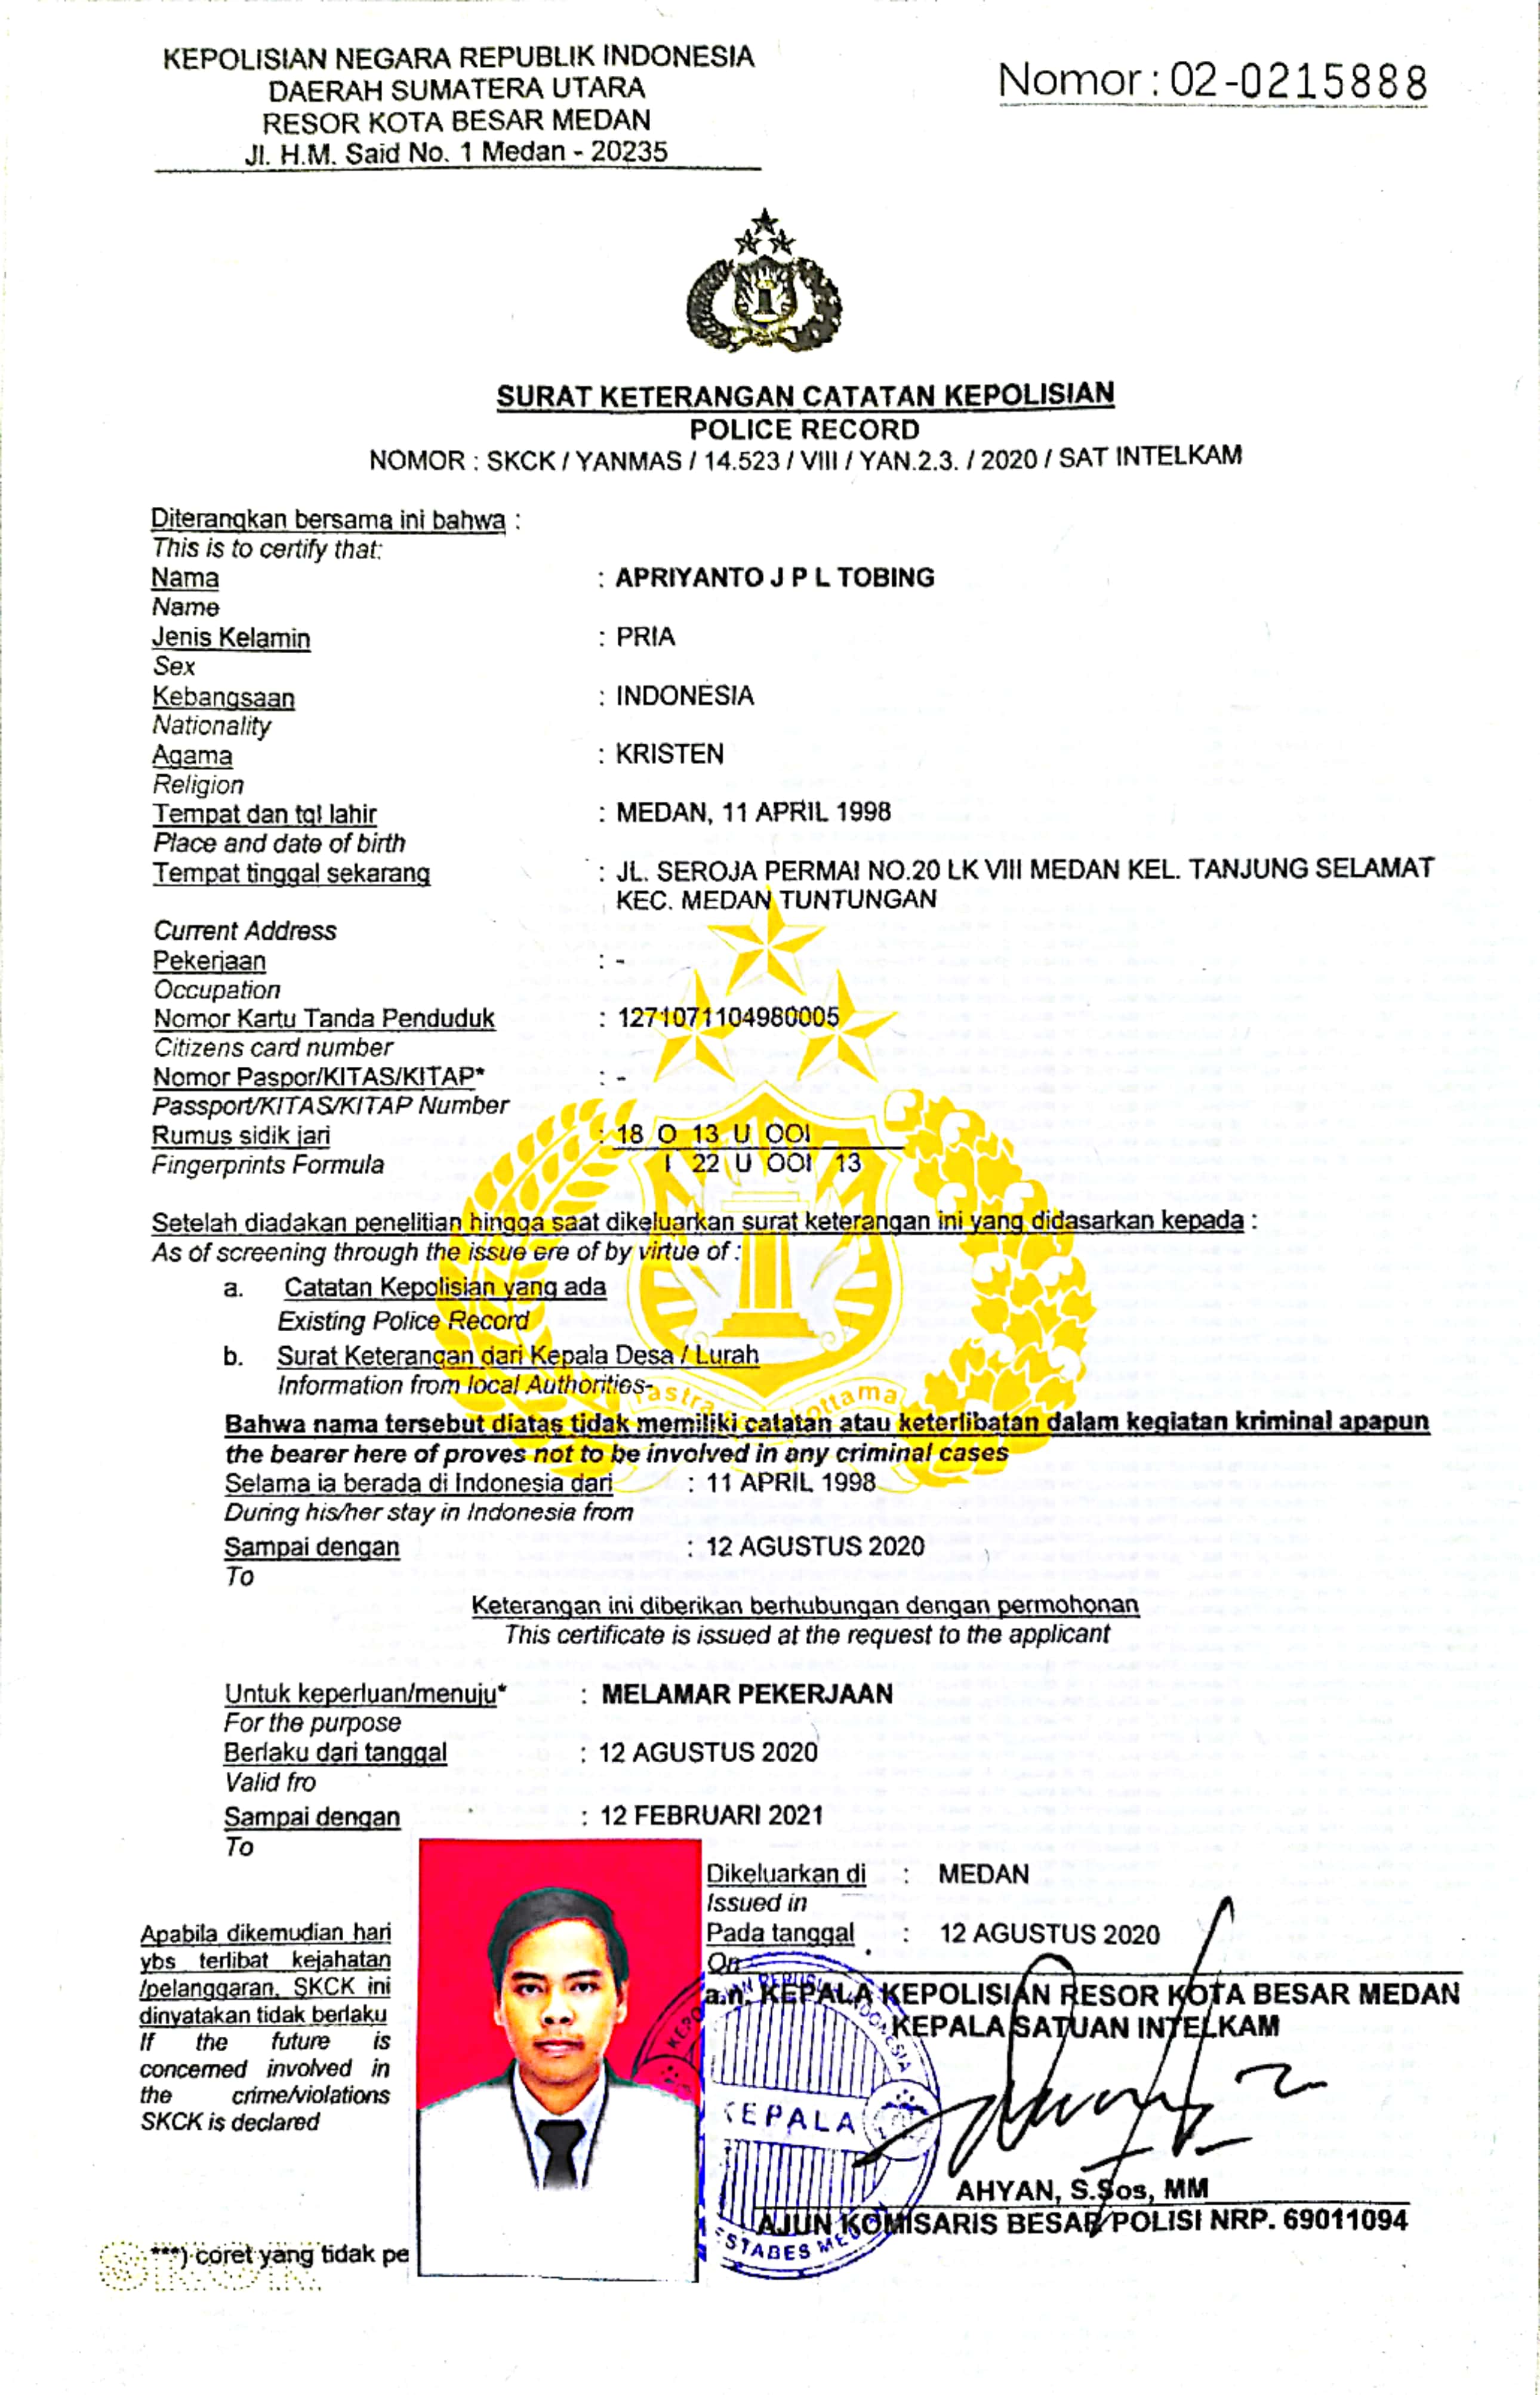 KEPOLISIAN NEGARA REPUBLIK INDONESIA
DAERAH SUMATERA UTARA
RESOR KOTA BESAR MEDAN
Jl. H.M. Said No. 1 Medan - 20235
Nomor : 02-0215888
SURAT KETERANGAN CATATAN KEPOLISIAN
POLICE RECORD
NOMOR : SKCK / YANMAS / 14.523 / VIII / YAN.2.3. / 2020 / SAT INTELKAM
Diterangkan bersama ini bahwa :
This is to certify that:
Nama : APRIYANTO J P L TOBING
Name
Jenis Kelamin : PRIA
Sex
Kebangsaan : INDONESIA
Nationality
Agama : KRISTEN
Religion
Tempat dan tgl lahir : MEDAN, 11 APRIL 1998
Place and date of birth
Tempat tinggal sekarang : JL. SEROJA PERMAI NO.20 LK VIII MEDAN KEL. TANJUNG SELAMAT
KEC. MEDAN TUNTUNGAN
Current Address
Pekerjaan : -
Occupation
Nomor Kartu Tanda Penduduk : 1271071104980005
Citizens card number
Nomor Paspor/KITAS/KITAP* : -
Passport/KITAS/KITAP Number
Rumus sidik jari : 18 O 13 U OOI
Fingerprints Formula I 22 U OOI 13
Setelah diadakan penelitian hingga saat dikeluarkan surat keterangan ini yang didasarkan kepada :
As of screening through the issue ere of by virtue of :
a. Catatan Kepolisian yang ada
Existing Police Record
b. Surat Keterangan dari Kepala Desa / Lurah
Information from local Authorities-
Bahwa nama tersebut diatas tidak memiliki catatan atau keterlibatan dalam kegiatan kriminal apapun
the bearer here of proves not to be involved in any criminal cases
Selama ia berada di Indonesia dari : 11 APRIL 1998
During his/her stay in Indonesia from
Sampai dengan : 12 AGUSTUS 2020
To
Keterangan ini diberikan berhubungan dengan permohonan
This certificate is issued at the request to the applicant
Untuk keperluan/menuju* : MELAMAR PEKERJAAN
For the purpose
Berlaku dari tanggal : 12 AGUSTUS 2020
Valid fro
Sampai dengan : 12 FEBRUARI 2021
To
Dikeluarkan di : MEDAN
Issued in
Pada tanggal : 12 AGUSTUS 2020
On
a.n. KEPALA KEPOLISIAN RESOR KOTA BESAR MEDAN
KEPALA SATUAN INTELKAM
KEPALA
AHYAN, S.Sos, MM
AJUN KOMISARIS BESAR POLISI NRP. 69011094
Apabila dikemudian hari
ybs terlibat kejahatan
/pelanggaran, SKCK ini
dinyatakan tidak berlaku
If the future is
concerned involved in
the crime/violations
SKCK is declared
***) coret yang tidak pe